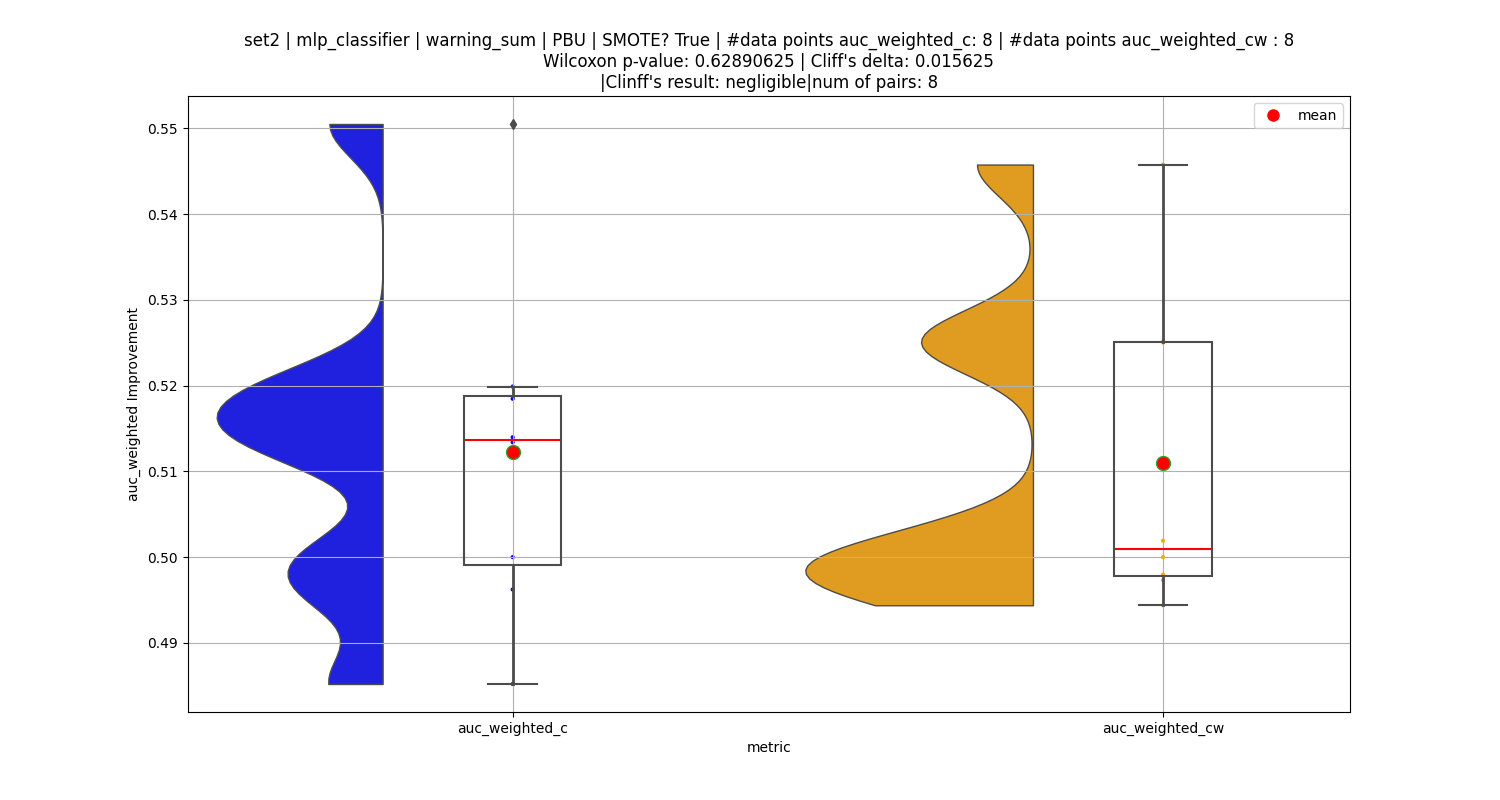 set2 | mlp_classifier | warning_sum | PBU | SMOTE? True | #data points auc_weighted_c: 8 | #data points auc_weighted_cw : 8
Wilcoxon p-value: 0.62890625 | Cliff's delta: 0.015625
|Clinff's result: negligible|num of pairs: 8
mean
0.55
0.54
0.53
0.52
0.51
0.50
0.49
auc_weighted Improvement
auc_weighted_c
auc_weighted_cw
metric